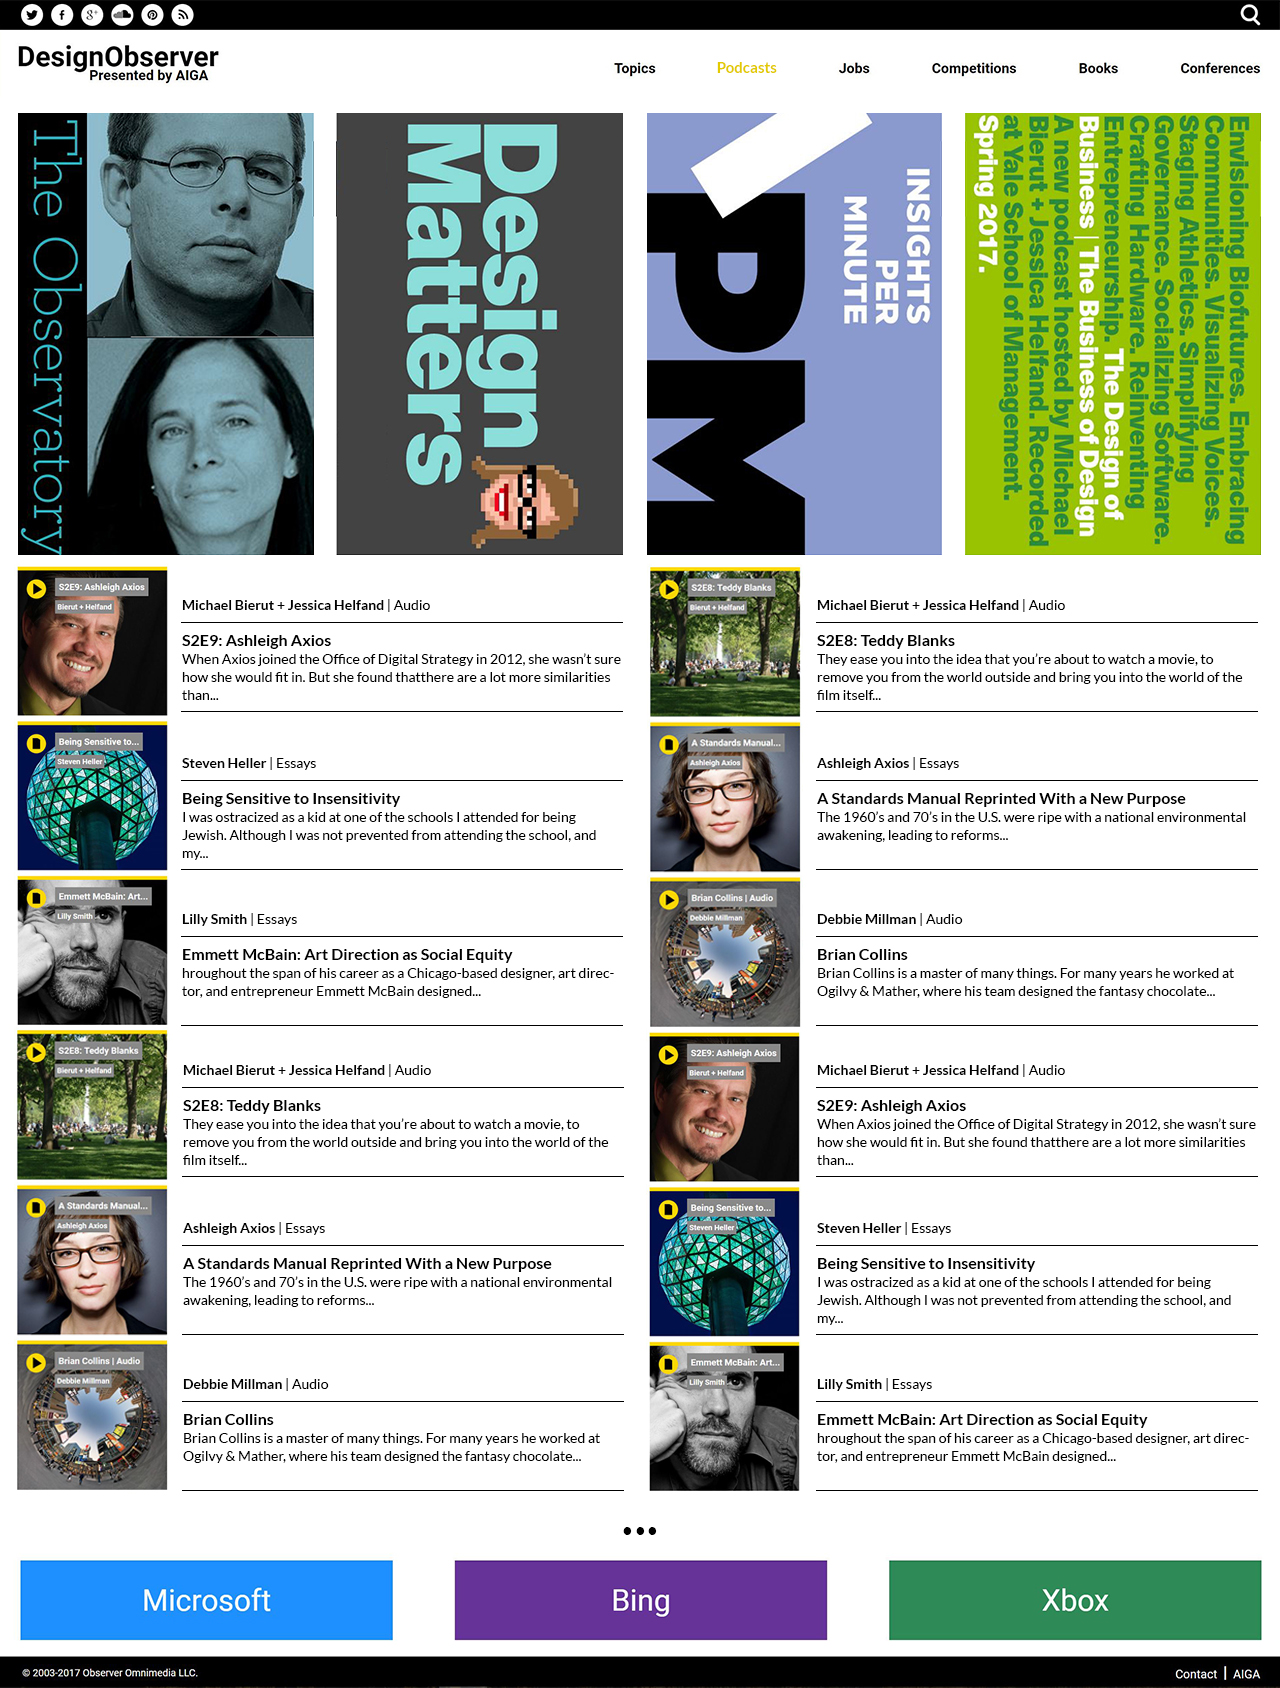 DesignObserver
Presented by AIGA
Topics
Podcasts
Jobs
Competitions
Books
Conferences
The Observatory
Design
Matters
PM
INSIGHTS
PER
MINUTE
Envisioning Biofutures. Embracing
Communities. Visualizing Voices.
Staging Athletics. Simplifying
Governance. Socializing Software.
Crafting Hardware. Reinventing
Entrepreneurship. The Design of
Business | The Business of Design
A new podcast hosted by Michael
Bierut + Jessica Helfand. Recorded
at Yale School of Management.
Spring 2017.
S2E9: Ashleigh Axios
Bierut + Helfand
Michael Bierut + Jessica Helfand | Audio
S2E9: Ashleigh Axios
When Axios joined the Office of Digital Strategy in 2012, she wasn’t sure
how she would fit in. But she found thatthere are a lot more similarities
than...
S2E8: Teddy Blanks
Bierut + Helfand
Michael Bierut + Jessica Helfand | Audio
S2E8: Teddy Blanks
They ease you into the idea that you’re about to watch a movie, to
remove you from the world outside and bring you into the world of the
film itself...
Being Sensitive to...
Steven Heller
Steven Heller | Essays
Being Sensitive to Insensitivity
I was ostracized as a kid at one of the schools I attended for being
Jewish. Although I was not prevented from attending the school, and
my...
A Standards Manual...
Ashleigh Axios
Ashleigh Axios | Essays
A Standards Manual Reprinted With a New Purpose
The 1960’s and 70’s in the U.S. were ripe with a national environmental
awakening, leading to reforms...
Emmett McBain: Art...
Lilly Smith
Lilly Smith | Essays
Emmett McBain: Art Direction as Social Equity
hroughout the span of his career as a Chicago-based designer, art direc-
tor, and entrepreneur Emmett McBain designed...
Brian Collins | Audio
Debbie Millman
Debbie Millman | Audio
Brian Collins
Brian Collins is a master of many things. For many years he worked at
Ogilvy & Mather, where his team designed the fantasy chocolate...
S2E8: Teddy Blanks
Bierut + Helfand
Michael Bierut + Jessica Helfand | Audio
S2E8: Teddy Blanks
They ease you into the idea that you’re about to watch a movie, to
remove you from the world outside and bring you into the world of the
film itself...
S2E9: Ashleigh Axios
Bierut + Helfand
Michael Bierut + Jessica Helfand | Audio
S2E9: Ashleigh Axios
When Axios joined the Office of Digital Strategy in 2012, she wasn’t sure
how she would fit in. But she found thatthere are a lot more similarities
than...
A Standards Manual...
Ashleigh Axios
Ashleigh Axios | Essays
A Standards Manual Reprinted With a New Purpose
The 1960’s and 70’s in the U.S. were ripe with a national environmental
awakening, leading to reforms...
Being Sensitive to...
Steven Heller
Steven Heller | Essays
Being Sensitive to Insensitivity
I was ostracized as a kid at one of the schools I attended for being
Jewish. Although I was not prevented from attending the school, and
my...
Brian Collins | Audio
Debbie Millman
Debbie Millman | Audio
Brian Collins
Brian Collins is a master of many things. For many years he worked at
Ogilvy & Mather, where his team designed the fantasy chocolate...
Emmett McBain: Art...
Lilly Smith
Lilly Smith | Essays
Emmett McBain: Art Direction as Social Equity
hroughout the span of his career as a Chicago-based designer, art direc-
tor, and entrepreneur Emmett McBain designed...
Microsoft
Bing
Xbox
© 2003-2017 Observer Omnimedia LLC.
Contact | AIGA